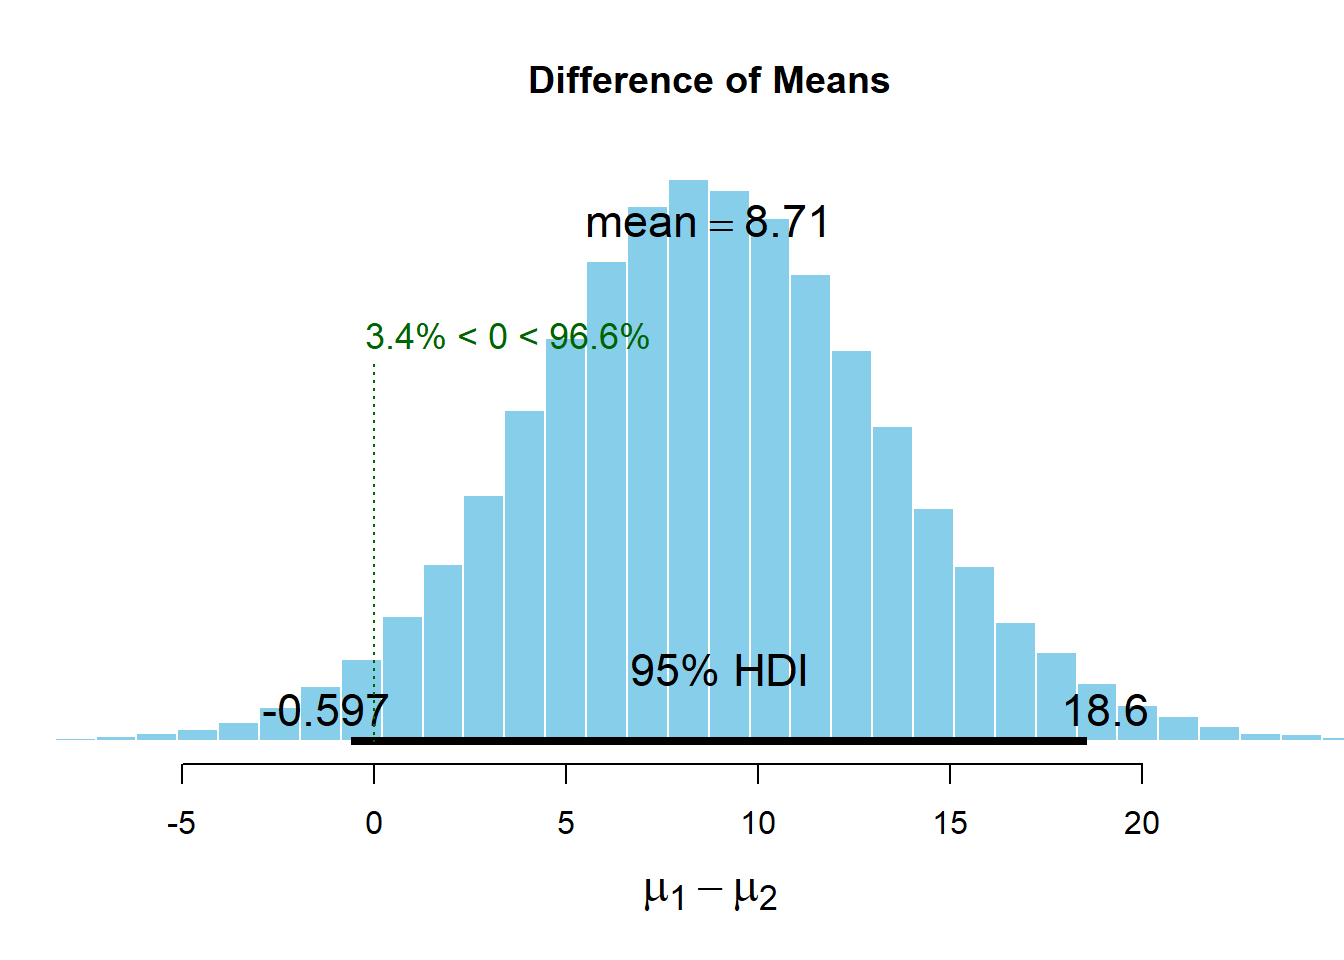 Difference of Means
mean = 8.71
3.4% < 0 < 96.6%
95% HDI
-0.597 18.6
-5 0 5 10 15 20
μ₁ − μ₂